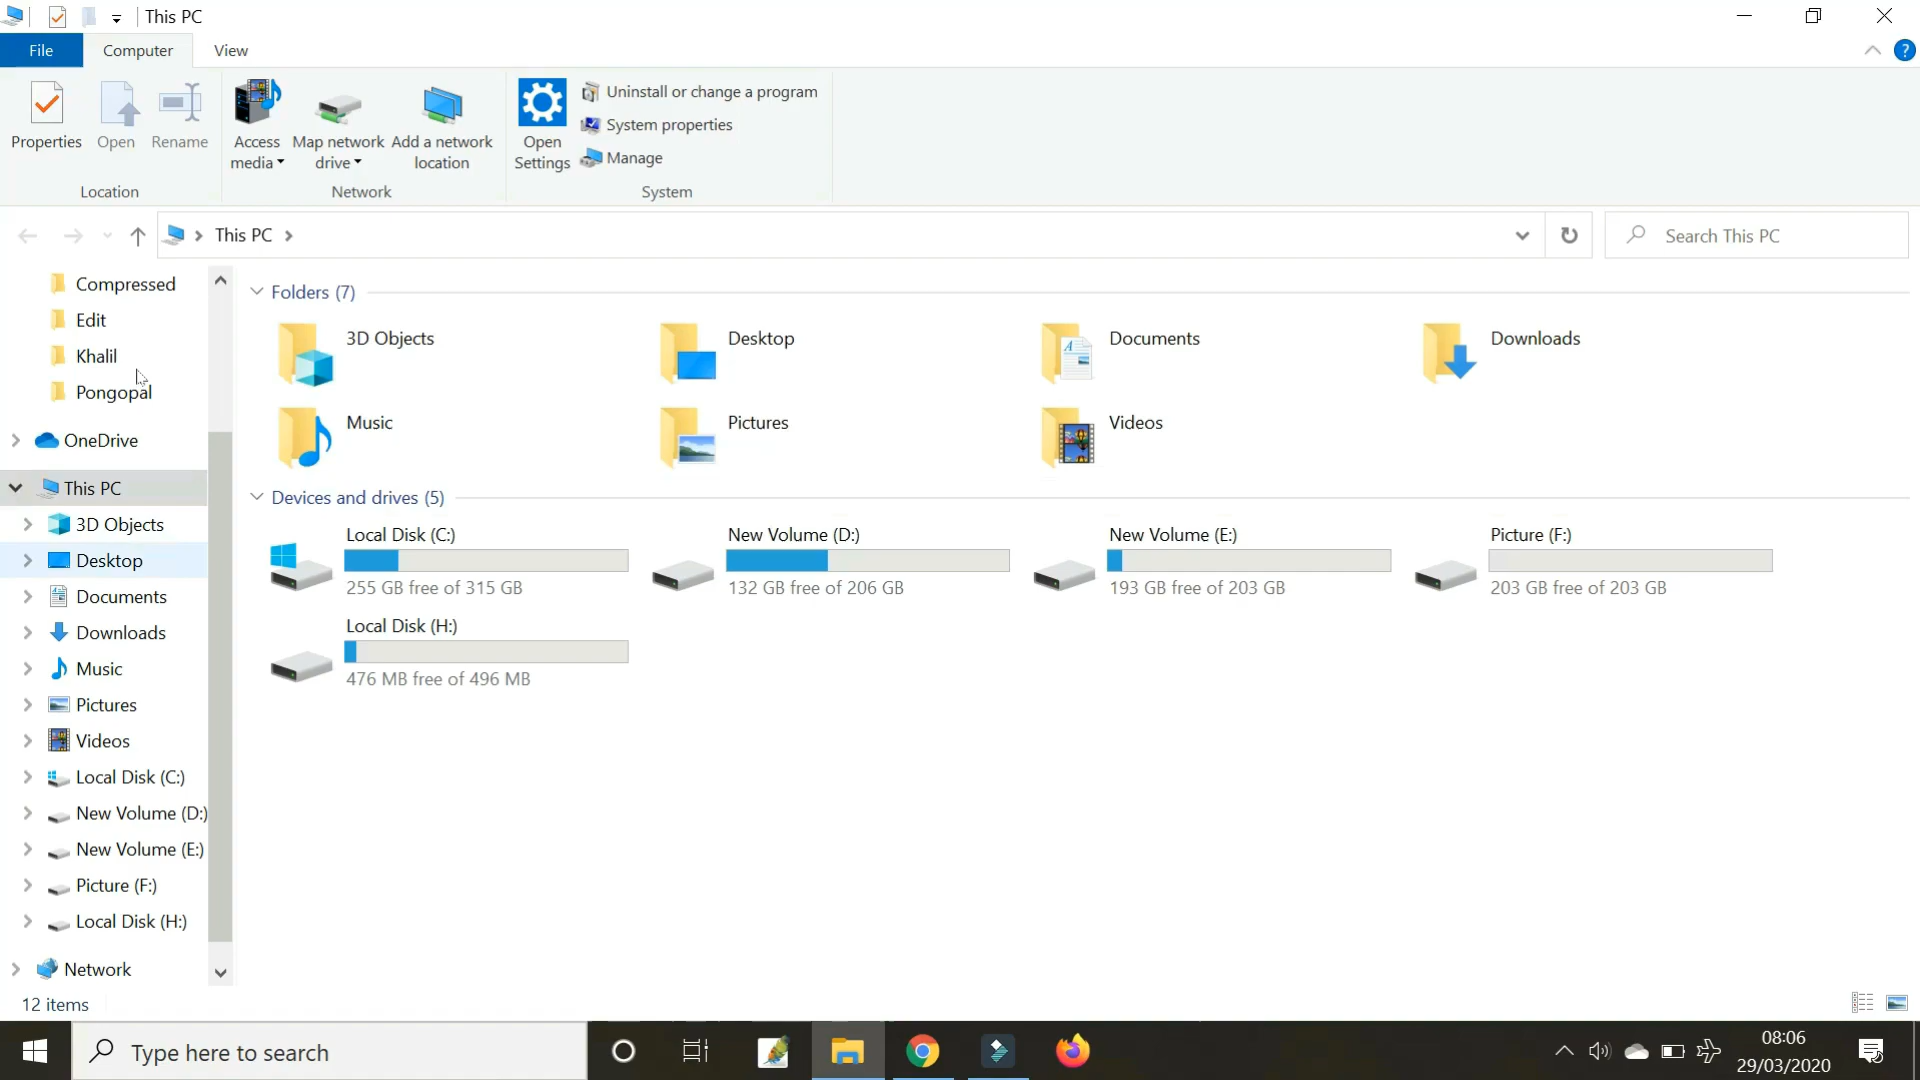 This PC
File
Computer
View
Properties
Open
Rename
Access media
Map network drive
Add a network location
Open Settings
Uninstall or change a program
System properties
Manage
Location
Network
System
This PC
Search This PC
Compressed
Edit
Khalil
Pongopal
OneDrive
This PC
3D Objects
Desktop
Documents
Downloads
Music
Pictures
Videos
Local Disk (C:)
New Volume (D:)
New Volume (E:)
Picture (F:)
Local Disk (H:)
Network
Folders (7)
3D Objects
Desktop
Documents
Downloads
Music
Pictures
Videos
Devices and drives (5)
Local Disk (C:)
255 GB free of 315 GB
New Volume (D:)
132 GB free of 206 GB
New Volume (E:)
193 GB free of 203 GB
Picture (F:)
203 GB free of 203 GB
Local Disk (H:)
476 MB free of 496 MB
12 items
Type here to search
08:06
29/03/2020